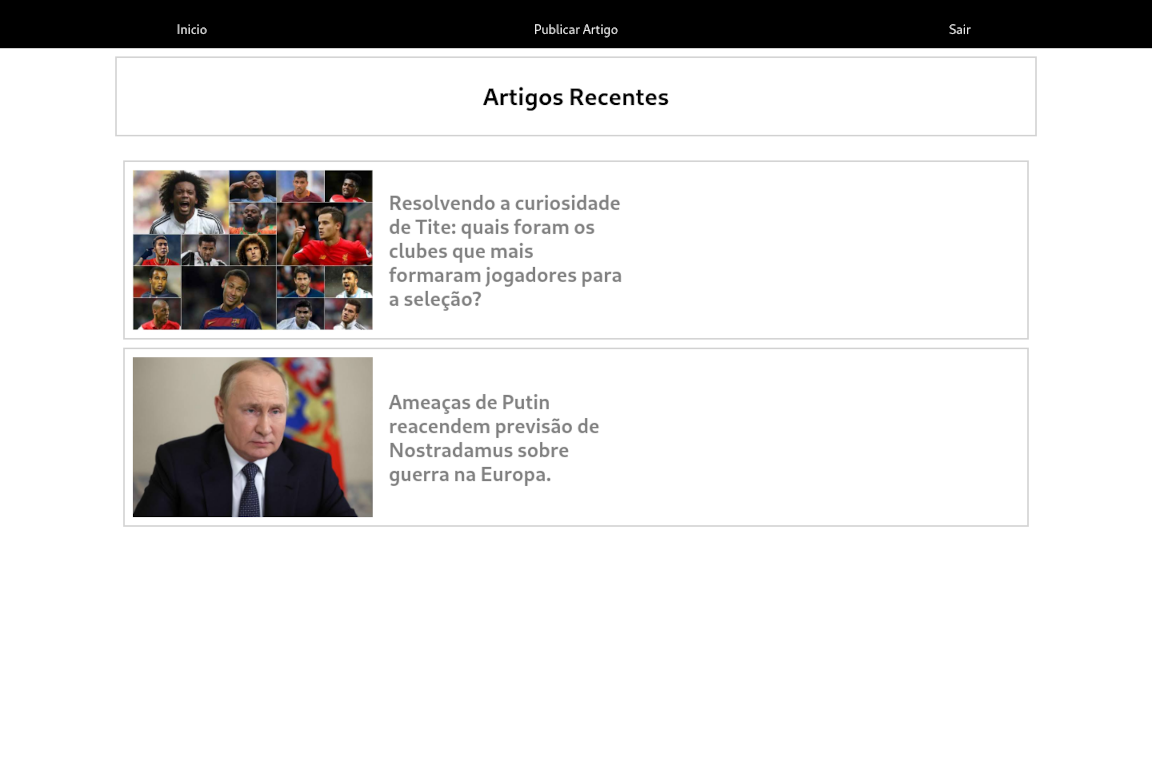 Inicio
Publicar Artigo
Sair
Artigos Recentes
Resolvendo a curiosidade
de Tite: quais foram os
clubes que mais
formaram jogadores para
a seleção?
Ameaças de Putin
reacendem previsão de
Nostradamus sobre
guerra na Europa.